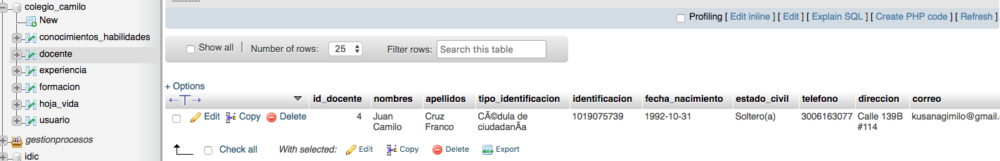 colegio_camilo
New
conocimientos_habilidades
docente
experiencia
formacion
hoja_vida
usuario
gestionprocesos
idic
Profiling [ Edit inline ] [ Edit ] [ Explain SQL ] [ Create PHP code ] [ Refresh ]
Show all | Number of rows: 25 Filter rows: Search this table
+ Options
←T→ id_docente nombres apellidos tipo_identificacion identificacion fecha_nacimiento estado_civil telefono direccion correo
Edit Copy Delete 4 Juan Cruz CÃ©dula de 1019075739 1992-10-31 Soltero(a) 3006163077 Calle 139B kusanagimilo@gmail.
Camilo Franco ciudadanÃ­a #114
Check all With selected: Edit Copy Delete Export